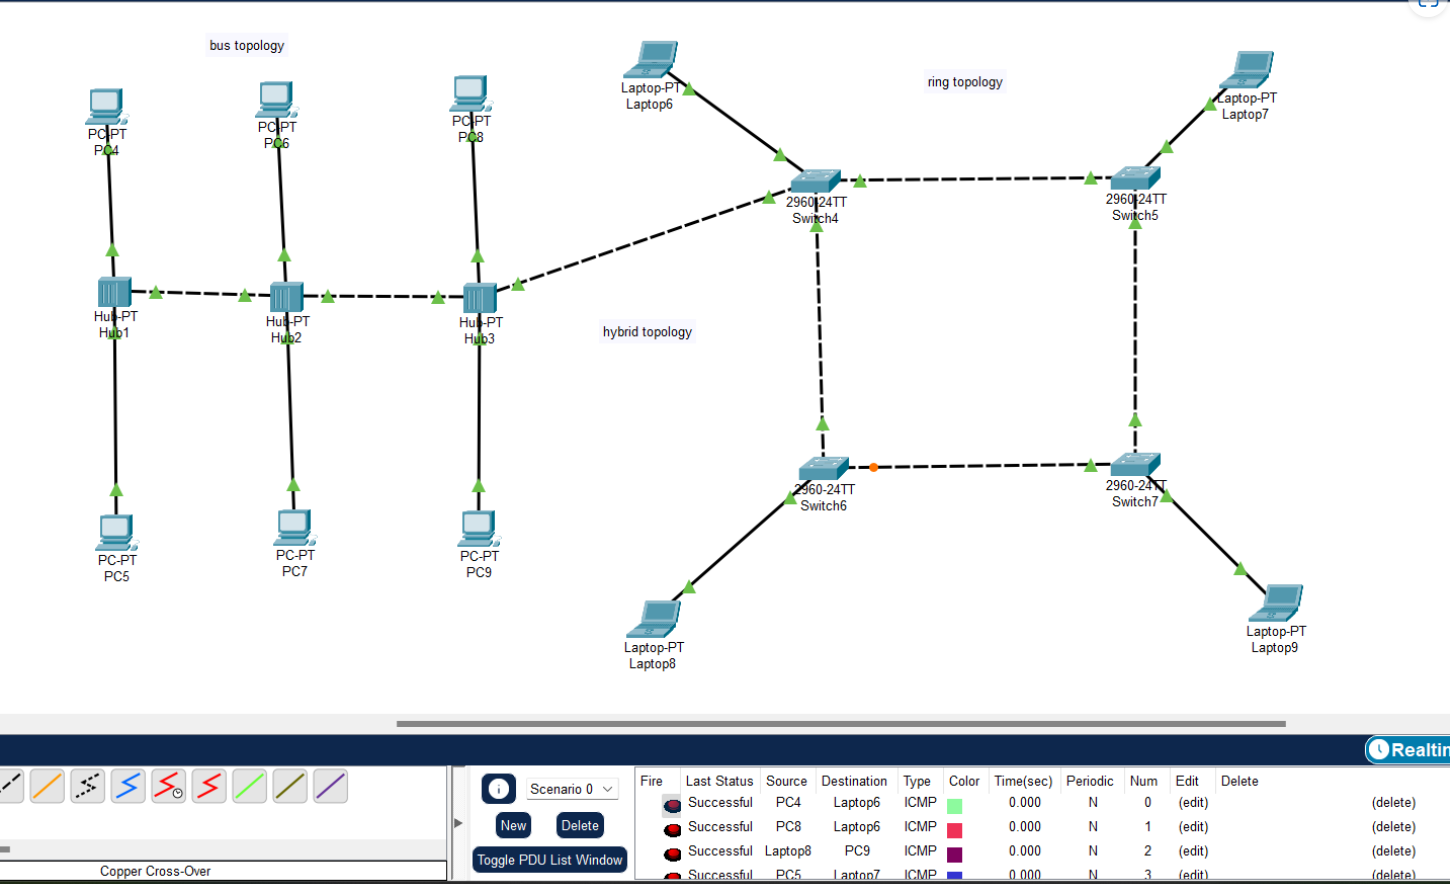 bus topology
ring topology
hybrid topology
PC-PT
PC4
PC-PT
PC6
PC-PT
PC8
Laptop-PT
Laptop6
Laptop-PT
Laptop7
2960-24TT
Switch4
2960-24TT
Switch5
Hub-PT
Hub1
Hub-PT
Hub2
Hub-PT
Hub3
2960-24TT
Switch6
2960-24TT
Switch7
PC-PT
PC5
PC-PT
PC7
PC-PT
PC9
Laptop-PT
Laptop8
Laptop-PT
Laptop9
Copper Cross-Over
Scenario 0
New
Delete
Toggle PDU List Window
Fire Last Status Source Destination Type Color Time(sec) Periodic Num Edit Delete
Successful PC4 Laptop6 ICMP 0.000 N 0 (edit) (delete)
Successful PC8 Laptop6 ICMP 0.000 N 1 (edit) (delete)
Successful Laptop8 PC9 ICMP 0.000 N 2 (edit) (delete)
Successful PC5 Laptop7 ICMP 0.000 N 3 (edit) (delete)